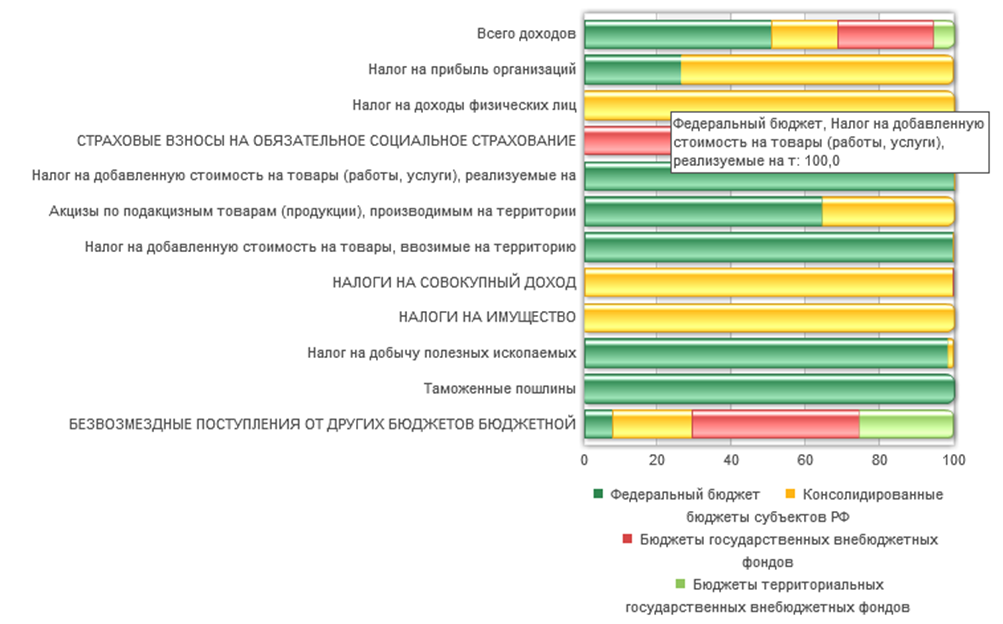 Всего доходов
Налог на прибыль организаций
Налог на доходы физических лиц
СТРАХОВЫЕ ВЗНОСЫ НА ОБЯЗАТЕЛЬНОЕ СОЦИАЛЬНОЕ СТРАХОВАНИЕ
Федеральный бюджет, Налог на добавленную
стоимость на товары (работы, услуги),
реализуемые на т: 100,0
Налог на добавленную стоимость на товары (работы, услуги), реализуемые на
Акцизы по подакцизным товарам (продукции), производимым на территории
Налог на добавленную стоимость на товары, ввозимые на территорию
НАЛОГИ НА СОВОКУПНЫЙ ДОХОД
НАЛОГИ НА ИМУЩЕСТВО
Налог на добычу полезных ископаемых
Таможенные пошлины
БЕЗВОЗМЕЗДНЫЕ ПОСТУПЛЕНИЯ ОТ ДРУГИХ БЮДЖЕТОВ БЮДЖЕТНОЙ
0 20 40 60 80 100
Федеральный бюджет Консолидированные
бюджеты субъектов РФ
Бюджеты государственных внебюджетных
фондов
Бюджеты территориальных
государственных внебюджетных фондов